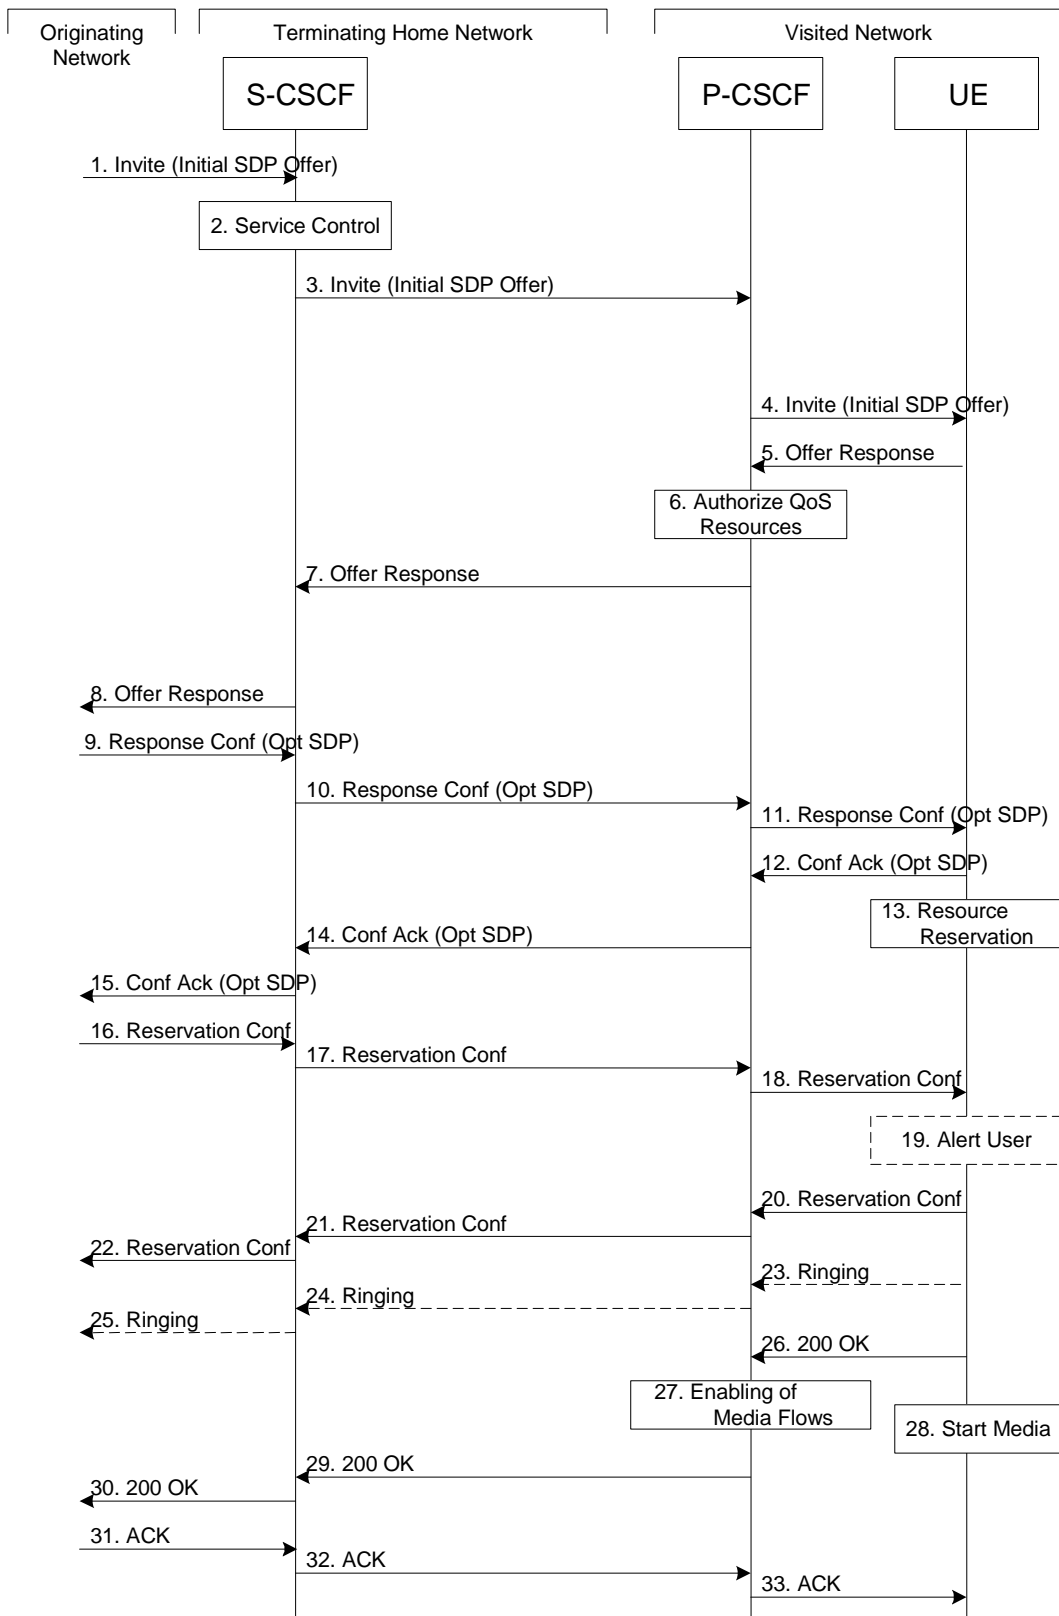 Originating
Network
Terminating Home Network
Visited Network
S-CSCF
P-CSCF
UE
1. Invite (Initial SDP Offer)
2. Service Control
3. Invite (Initial SDP Offer)
4. Invite (Initial SDP Offer)
5. Offer Response
6. Authorize QoS
Resources
7. Offer Response
8. Offer Response
9. Response Conf (Opt SDP)
10. Response Conf (Opt SDP)
11. Response Conf (Opt SDP)
12. Conf Ack (Opt SDP)
13. Resource
Reservation
14. Conf Ack (Opt SDP)
15. Conf Ack (Opt SDP)
16. Reservation Conf
17. Reservation Conf
18. Reservation Conf
19. Alert User
20. Reservation Conf
21. Reservation Conf
22. Reservation Conf
23. Ringing
24. Ringing
25. Ringing
26. 200 OK
27. Enabling of
Media Flows
28. Start Media
29. 200 OK
30. 200 OK
31. ACK
32. ACK
33. ACK